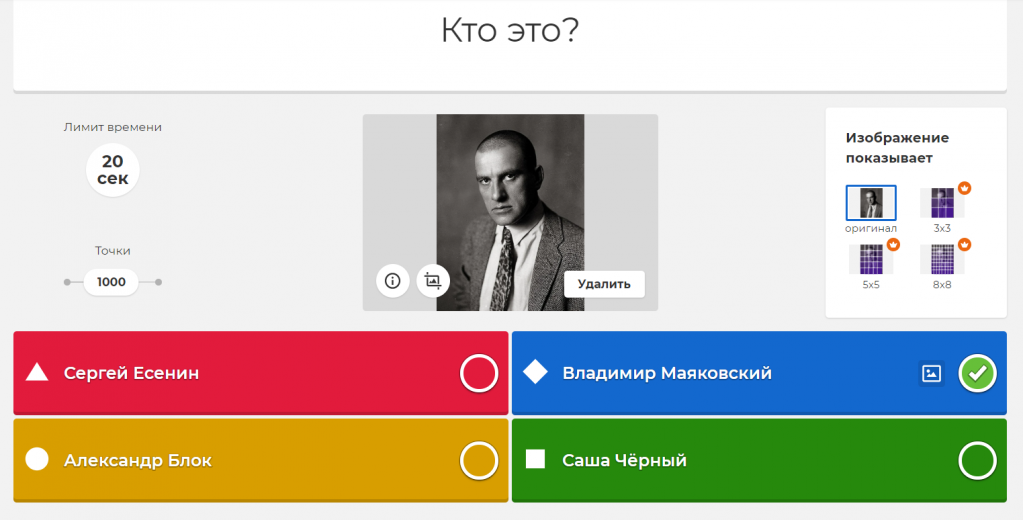 Кто это?
Лимит времени
20
сек
Точки
1000
Удалить
Изображение
показывает
оригинал
3x3
5x5
8x8
Сергей Есенин
Владимир Маяковский
Александр Блок
Саша Чёрный